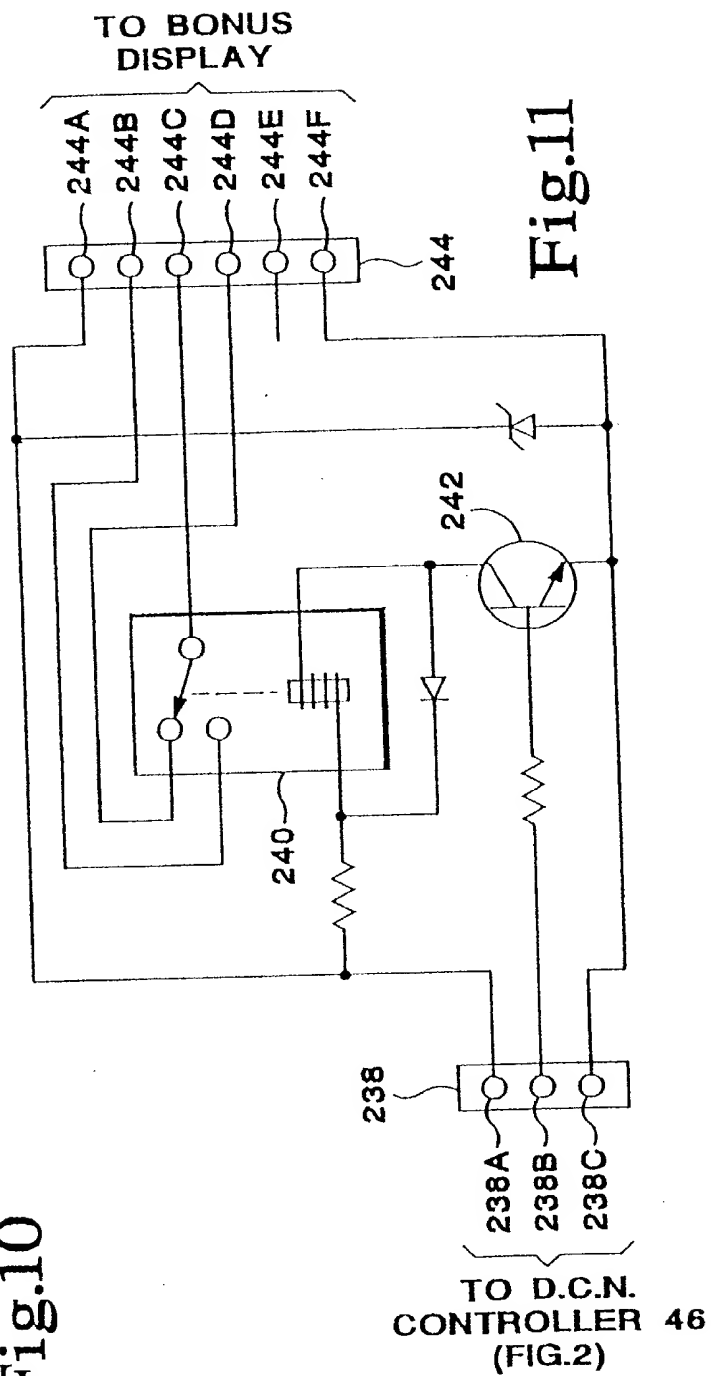 TO BONUS
DISPLAY
244A
244B
244C
244D
244E
244F
244
Fig.11
242
240
238
238A
238B
238C
TO D.C.N.
CONTROLLER 46
(FIG.2)
Fig.10